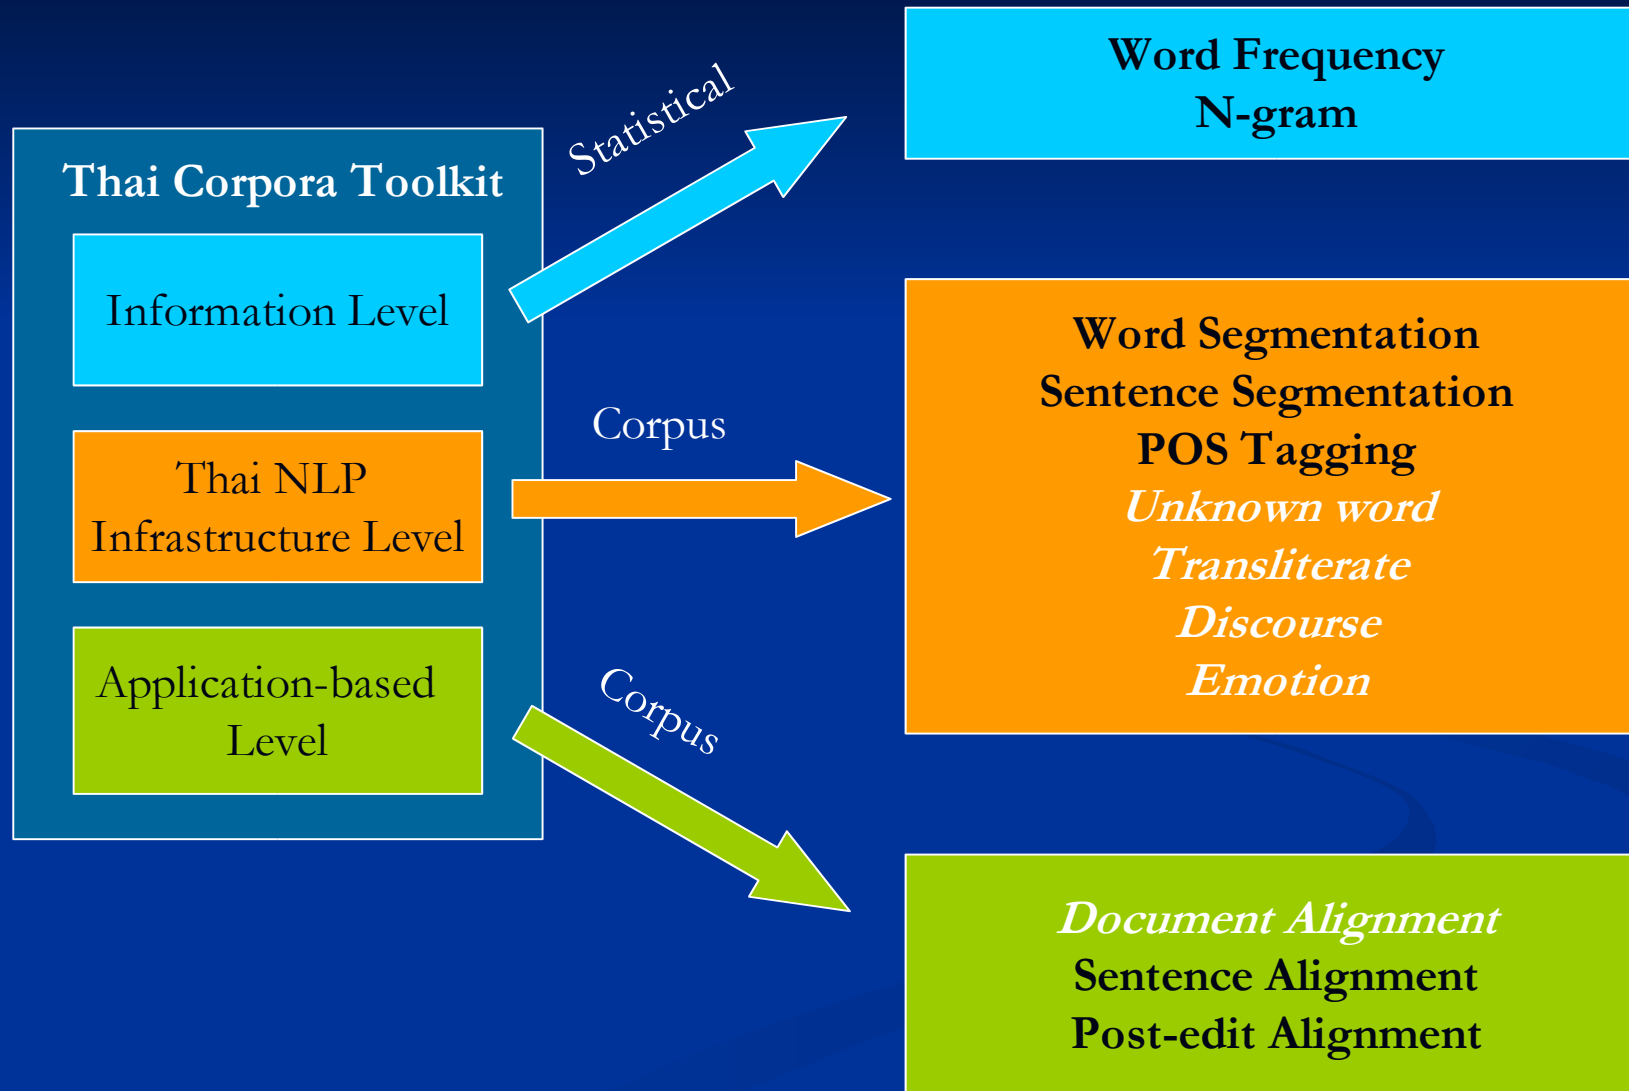 Thai Corpora Toolkit
Information Level
Thai NLP
Infrastructure Level
Application-based
Level
Statistical
Corpus
Corpus
Word Frequency
N-gram
Word Segmentation
Sentence Segmentation
POS Tagging
Unknown word
Transliterate
Discourse
Emotion
Document Alignment
Sentence Alignment
Post-edit Alignment